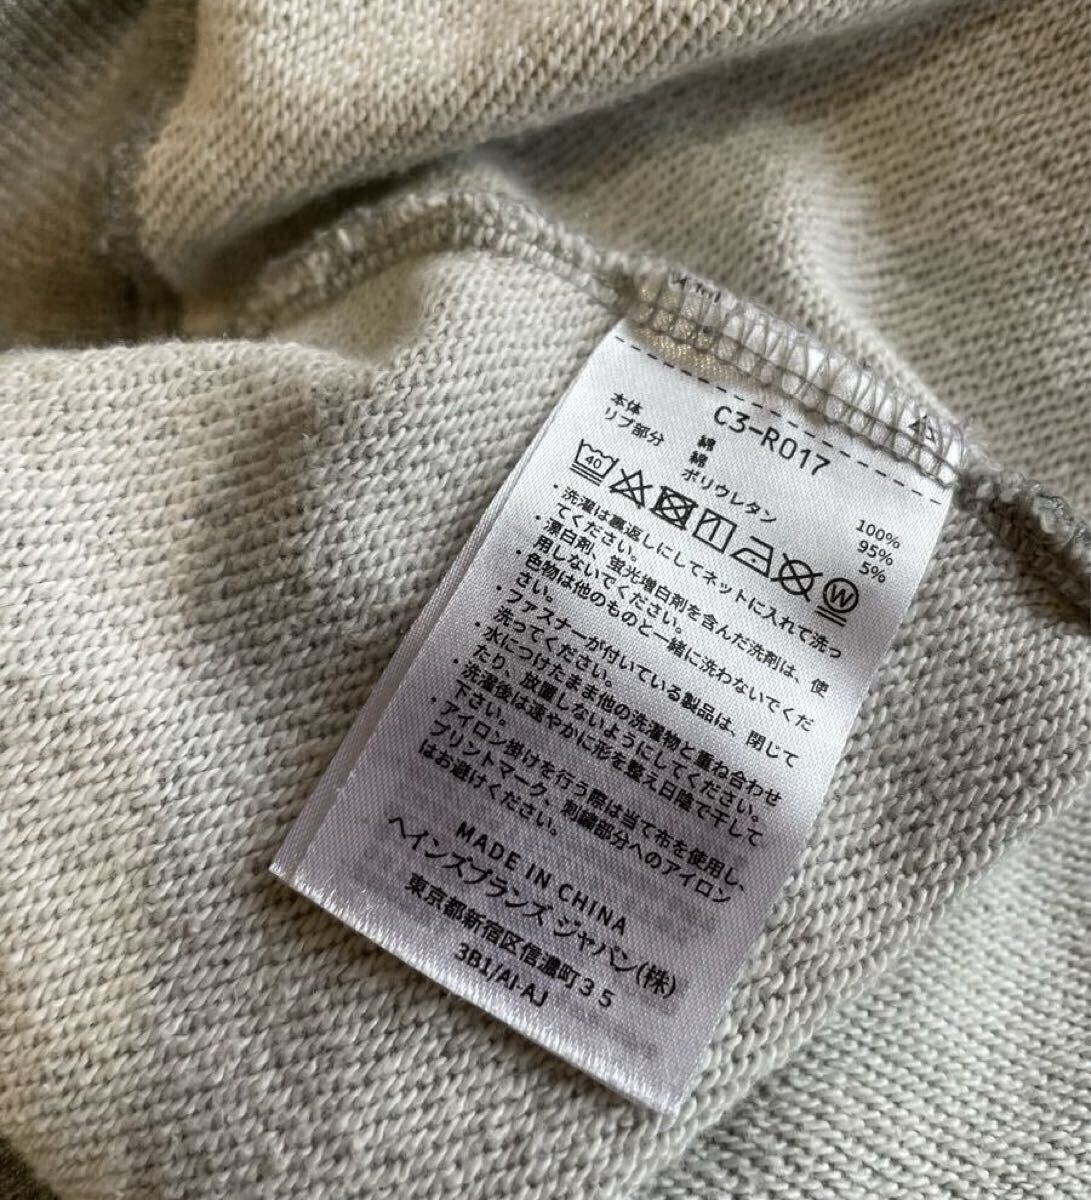 C3-R017
本体 綿 100%
リブ部分 綿 95%
ポリウレタン 5%
40
W
・洗濯は裏返しにしてネットに入れて洗っ
てください。
・漂白剤、蛍光増白剤を含んだ洗剤は、使
用しないでください。
・色物は他のものと一緒に洗わないでくだ
さい。
・ファスナーが付いている製品は、閉じて
洗ってください。
・水につけたまま他の洗濯物と重ね合わせ
たり、放置しないようにしてください。
・洗濯後は速やかに形を整え日陰で干して
下さい。
・アイロン掛けを行う際は当て布を使用し、
プリントマーク、刺繍部分へのアイロン
はお避けください。
MADE IN CHINA
ヘインズブランズ ジャパン(株)
東京都新宿区信濃町35
3B1/AI-AJ